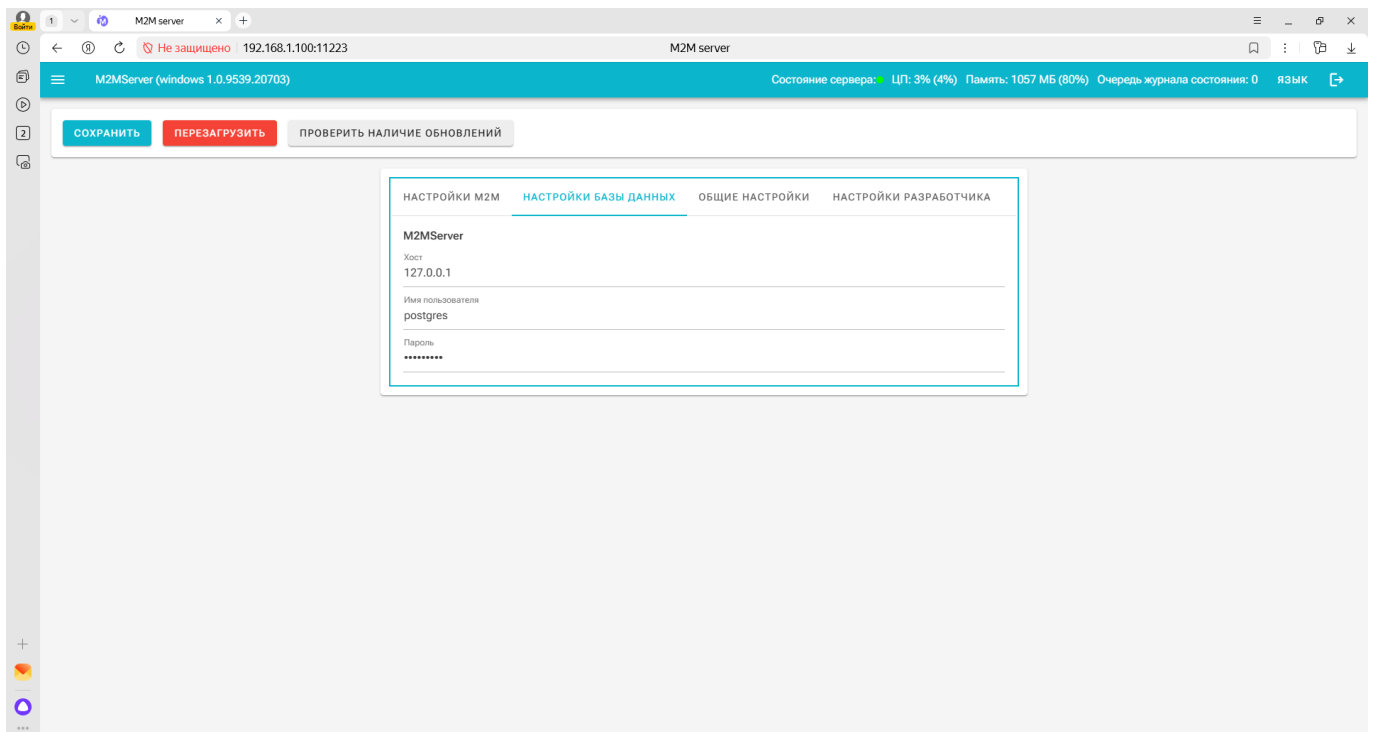 Войти
1
M2M server
Не защищено 192.168.1.100:11223
M2M server
M2MServer (windows 1.0.9539.20703)
Состояние сервера: ЦП: 3% (4%) Память: 1057 МБ (80%) Очередь журнала состояния: 0 ЯЗЫК
2
СОХРАНИТЬ ПЕРЕЗАГРУЗИТЬ ПРОВЕРИТЬ НАЛИЧИЕ ОБНОВЛЕНИЙ
НАСТРОЙКИ M2M НАСТРОЙКИ БАЗЫ ДАННЫХ ОБЩИЕ НАСТРОЙКИ НАСТРОЙКИ РАЗРАБОТЧИКА
M2MServer
Хост
127.0.0.1
Имя пользователя
postgres
Пароль
•••••••••